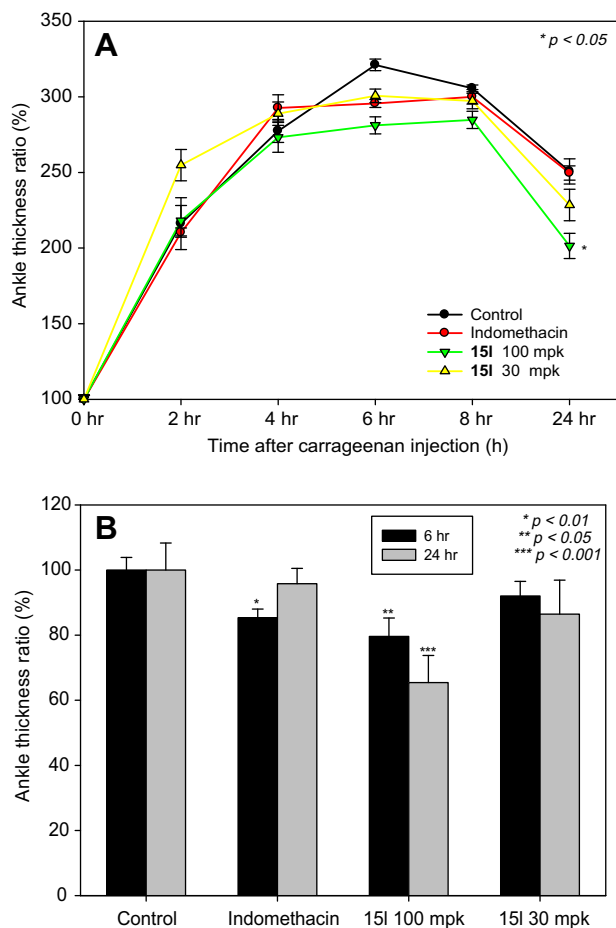 A
* p < 0.05
350
300
250
200
150
100
Ankle thickness ratio (%)
Control
Indomethacin
15l 100 mpk
15l 30 mpk
*
0 hr 2 hr 4 hr 6 hr 8 hr 24 hr
Time after carrageenan injection (h)
B
6 hr
24 hr
* p < 0.01
** p < 0.05
*** p < 0.001
120
100
80
60
40
20
0
Ankle thickness ratio (%)
*
**
***
Control Indomethacin 15l 100 mpk 15l 30 mpk